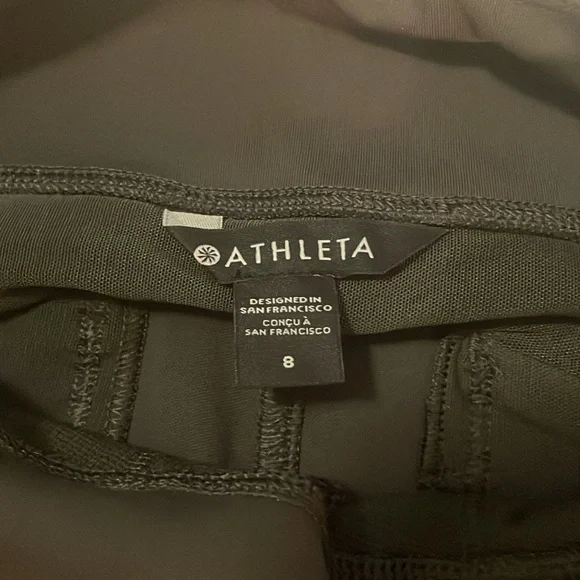 ATHLETA
DESIGNED IN
SAN FRANCISCO
CONÇU À
SAN FRANCISCO
8